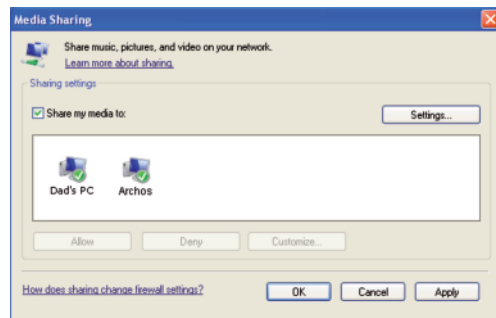 Media Sharing
Share music, pictures, and video on your network.
Learn more about sharing.
Sharing settings
Share my media to:
Settings...
Dad's PC
Archos
Allow
Deny
Customize...
How does sharing change firewall settings?
OK
Cancel
Apply